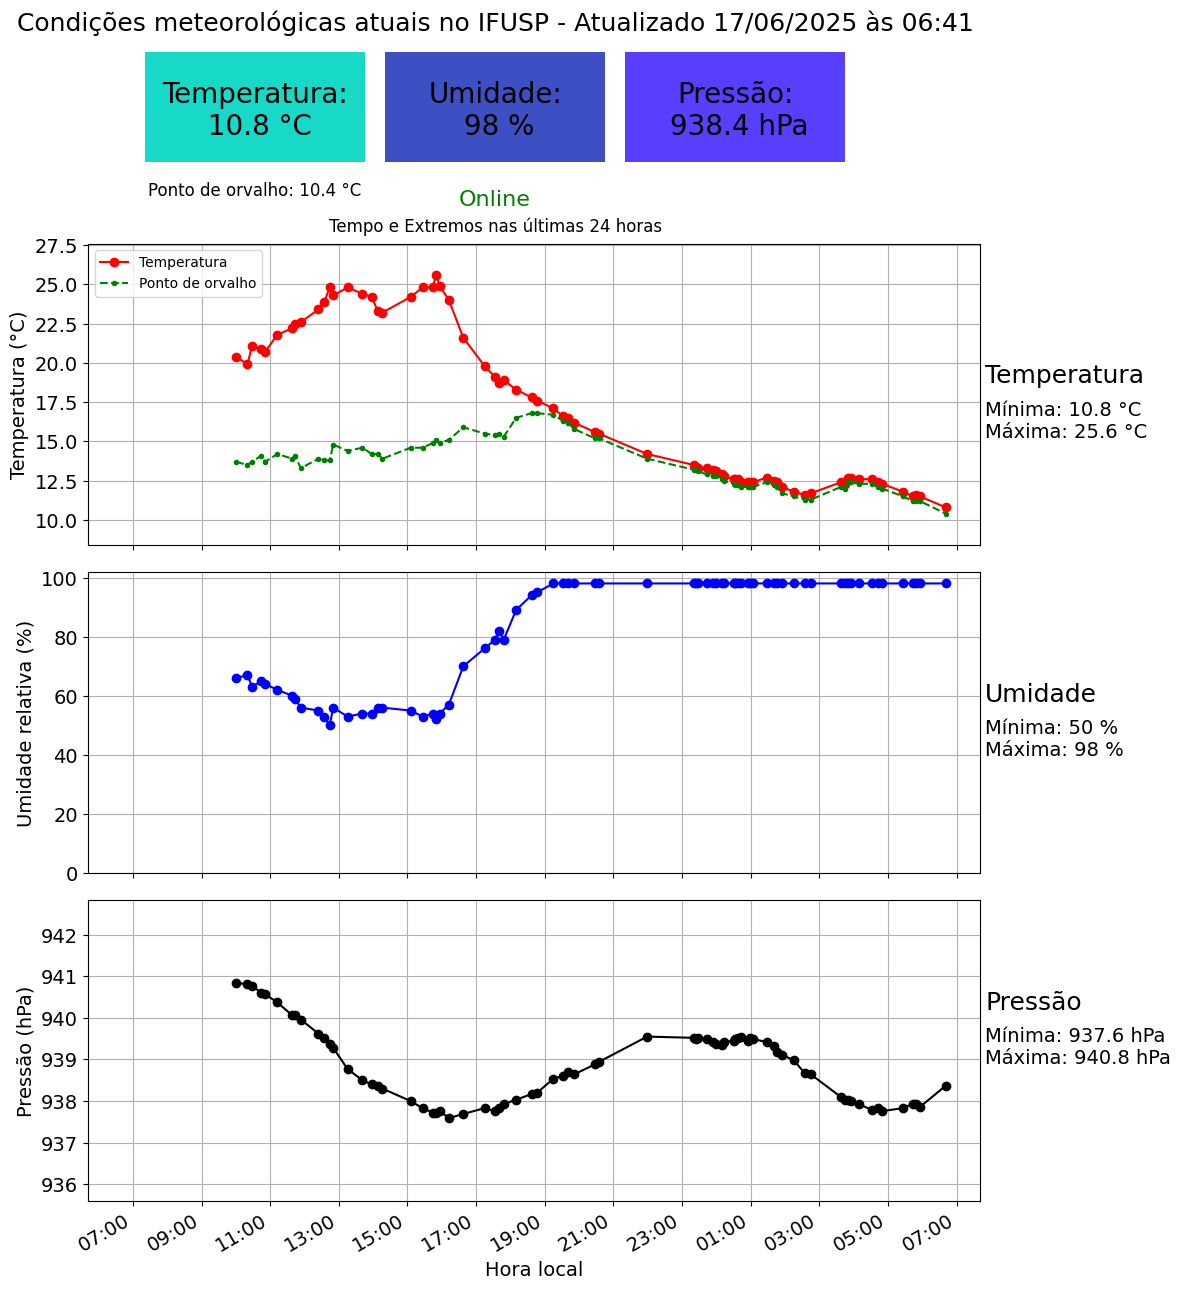 Condições meteorológicas atuais no IFUSP - Atualizado 17/06/2025 às 06:41
Temperatura:
10.8 °C
Umidade:
98 %
Pressão:
938.4 hPa
Ponto de orvalho: 10.4 °C
Online
Tempo e Extremos nas últimas 24 horas
Temperatura (°C)
27.5
25.0
22.5
20.0
17.5
15.0
12.5
10.0
Temperatura
Ponto de orvalho
Temperatura
Mínima: 10.8 °C
Máxima: 25.6 °C
Umidade relativa (%)
100
80
60
40
20
0
Umidade
Mínima: 50 %
Máxima: 98 %
Pressão (hPa)
942
941
940
939
938
937
936
Pressão
Mínima: 937.6 hPa
Máxima: 940.8 hPa
07:00 09:00 11:00 13:00 15:00 17:00 19:00 21:00 23:00 01:00 03:00 05:00 07:00
Hora local